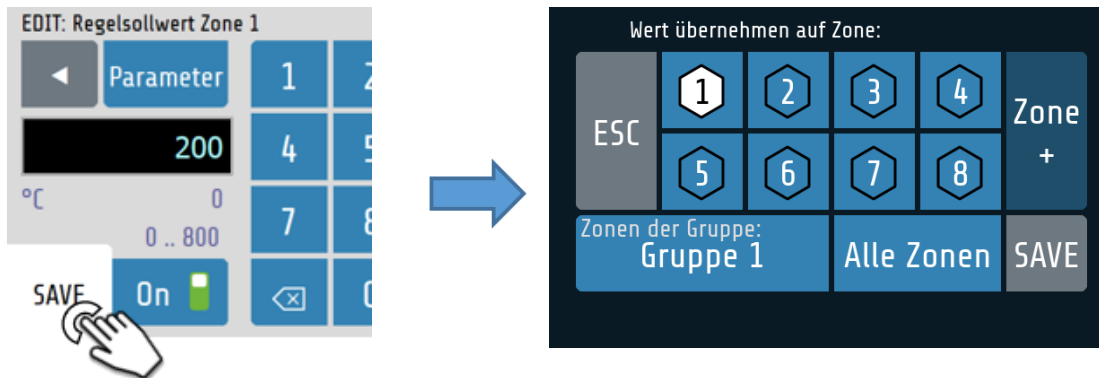 EDIT: Regelsollwert Zone 1
◄ Parameter 1
200 4
°C 0
0 .. 800 7
SAVE On
Wert übernehmen auf Zone:
ESC 1 2 3 4 Zone +
5 6 7 8
Zonen der Gruppe:
Gruppe 1 Alle Zonen SAVE